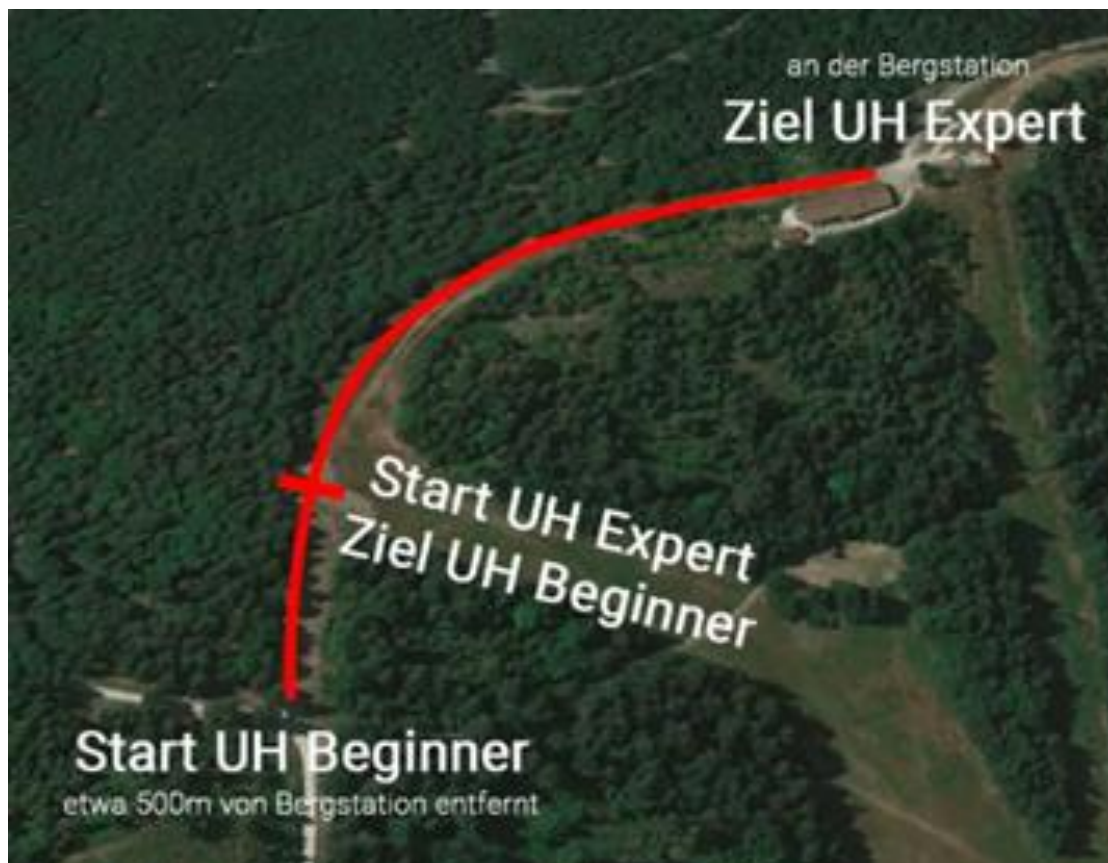 an der Bergstation
Ziel UH Expert
Start UH Expert
Ziel UH Beginner
Start UH Beginner
etwa 500m von Bergstation entfernt